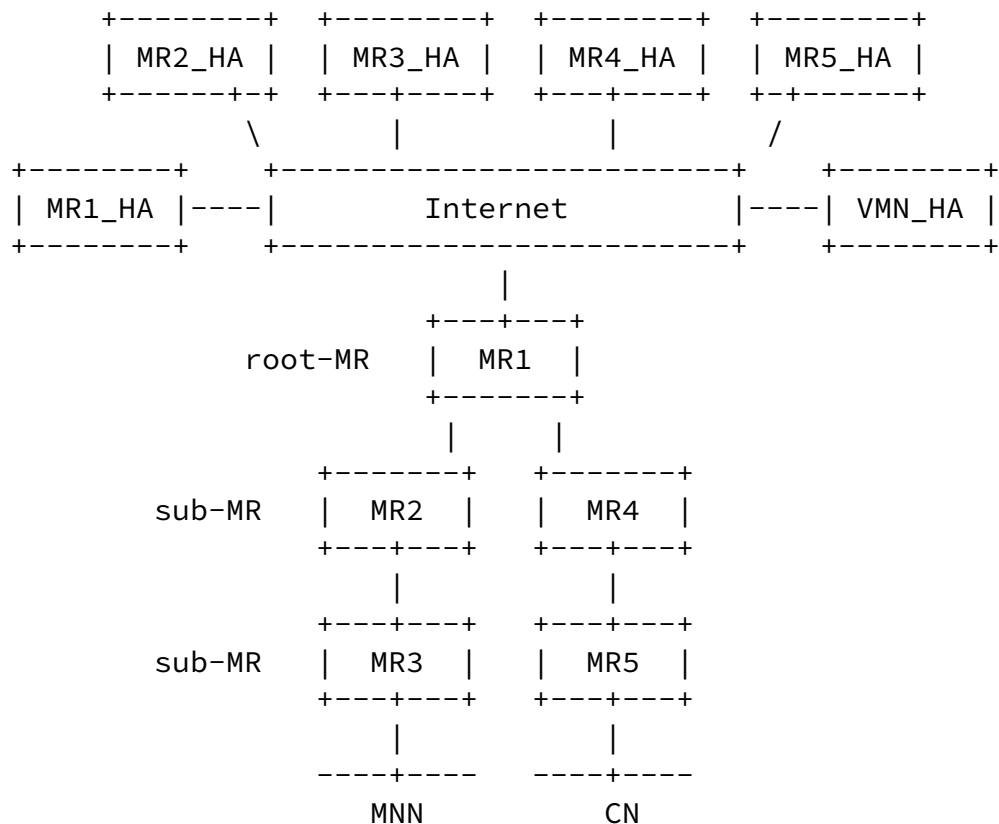 MR2_HA MR3_HA MR4_HA MR5_HA
MR1_HA Internet VMN_HA
root-MR MR1
sub-MR MR2 MR4
sub-MR MR3 MR5
MNN CN